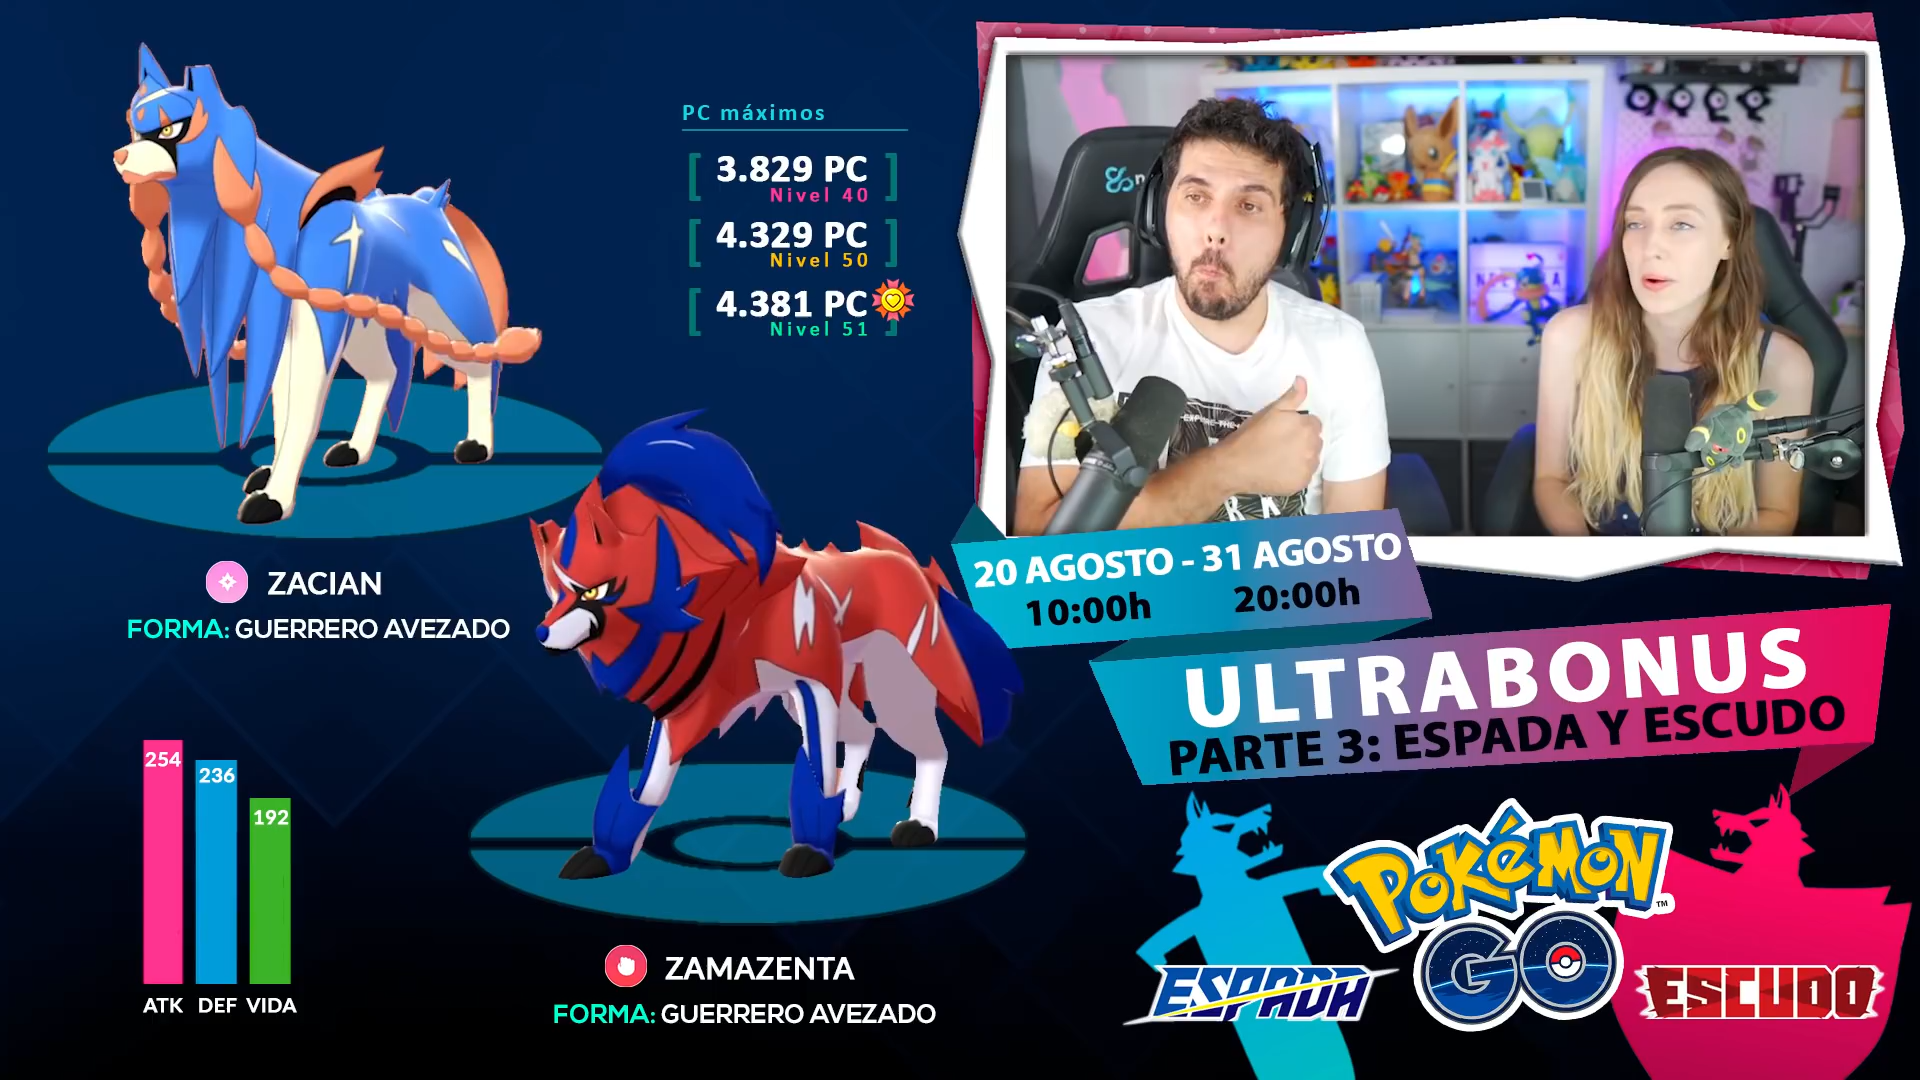 PC máximos
[ 3.829 PC ]
Nivel 40
[ 4.329 PC ]
Nivel 50
[ 4.381 PC ]
Nivel 51
ZACIAN
FORMA: GUERRERO AVEZADO
254
236
192
ATK DEF VIDA
ZAMAZENTA
FORMA: GUERRERO AVEZADO
20 AGOSTO - 31 AGOSTO
10:00h 20:00h
ULTRABONUS
PARTE 3: ESPADA Y ESCUDO
POKéMON
TM
GO
ESPADA
ESCUDO